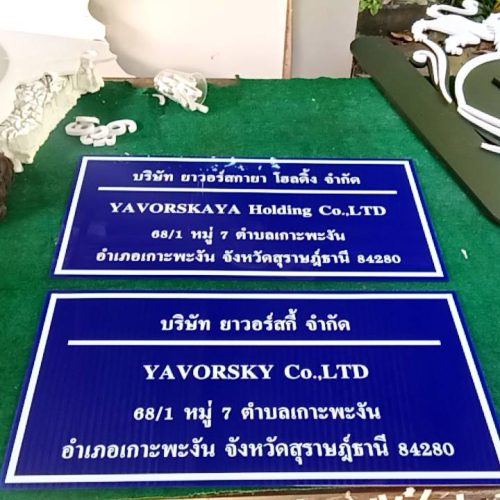 บริษัท ยาวอร์สกายา โฮลดิ้ง จำกัด
YAVORSKAYA Holding Co.,LTD
68/1 หมู่ 7 ตำบลเกาะพะงัน
อำเภอเกาะพะงัน จังหวัดสุราษฎ์ธานี 84280
บริษัท ยาวอร์สกี้ จำกัด
YAVORSKY Co.,LTD
68/1 หมู่ 7 ตำบลเกาะพะงัน
อำเภอเกาะพะงัน จังหวัดสุราษฎ์ธานี 84280